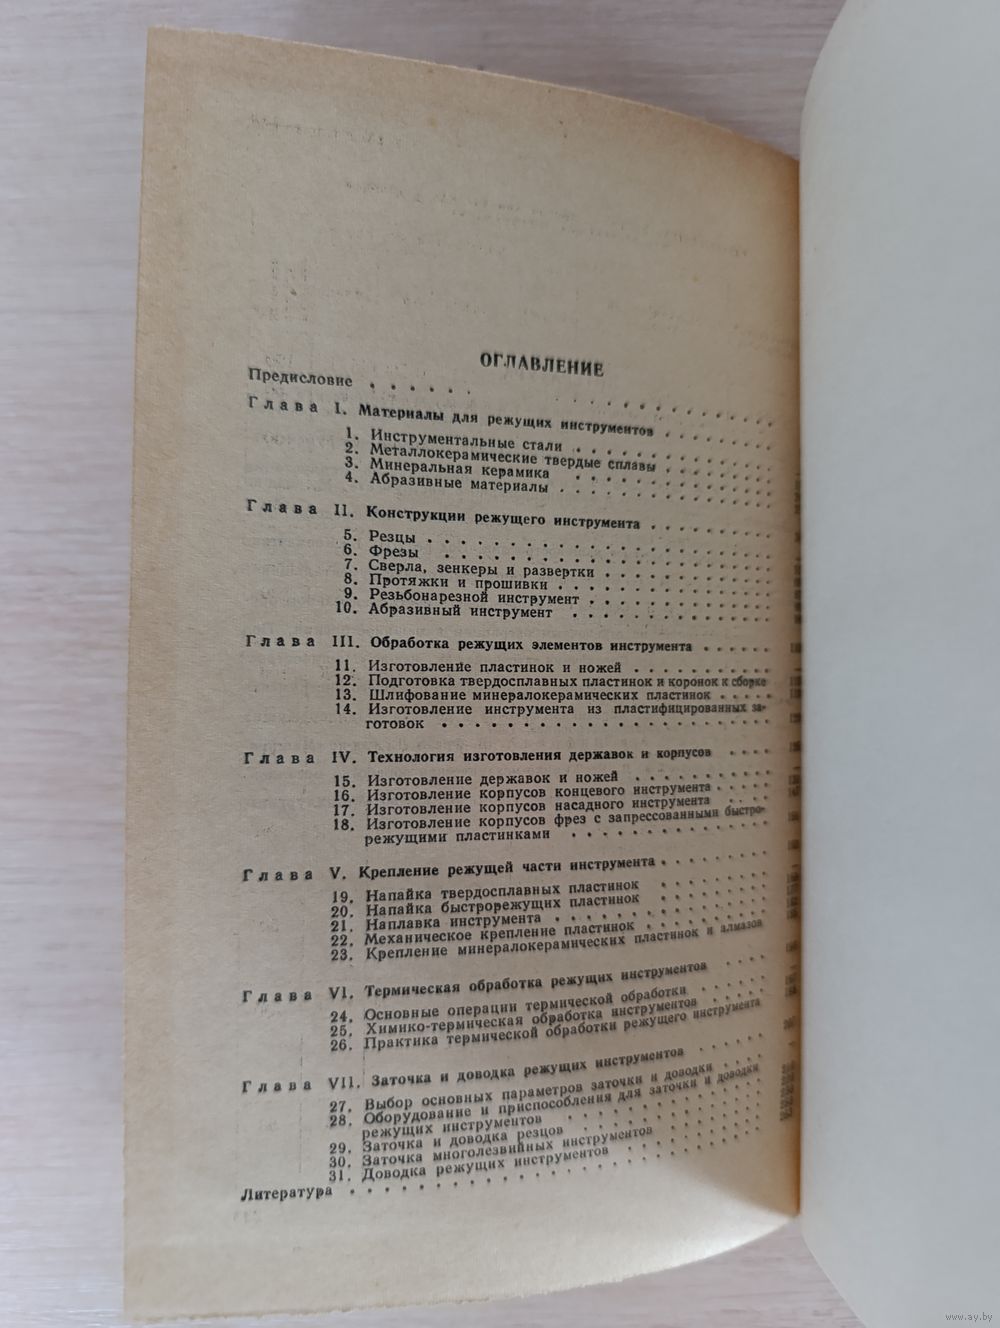 ОГЛАВЛЕНИЕ
Предисловие . . . . . .
Глава I. Материалы для режущих инструментов . . . . . .
1. Инструментальные стали . . . . . .
2. Металлокерамические твердые сплавы . . . . . .
3. Минеральная керамика . . . . . .
4. Абразивные материалы . . . . . .
Глава II. Конструкции режущего инструмента . . . . . .
5. Резцы . . . . . .
6. Фрезы . . . . . .
7. Сверла, зенкеры и развертки . . . . . .
8. Протяжки и прошивки . . . . . .
9. Резьбонарезной инструмент . . . . . .
10. Абразивный инструмент . . . . . .
Глава III. Обработка режущих элементов инструмента . . . . . .
11. Изготовление пластинок и ножей . . . . . .
12. Подготовка твердосплавных пластинок и коронок к сборке
13. Шлифование минералокерамических пластинок . . . . .
14. Изготовление инструмента из пластифицированных за-
готовок . . . . . .
Глава IV. Технология изготовления державок и корпусов . . . .
15. Изготовление державок и ножей . . . . . .
16. Изготовление корпусов концевого инструмента . . . . .
17. Изготовление корпусов насадного инструмента . . . .
18. Изготовление корпусов фрез с запрессованными быстро-
режущими пластинками . . . . . .
Глава V. Крепление режущей части инструмента . . . . . .
19. Напайка твердосплавных пластинок . . . . . .
20. Напайка быстрорежущих пластинок . . . . . .
21. Наплавка инструмента . . . . . .
22. Механическое крепление пластинок . . . . . .
23. Крепление минералокерамических пластинок и алмазов
Глава VI. Термическая обработка режущих инструментов . . . .
24. Основные операции термической обработки . . . . .
25. Химико-термическая обработка инструментов . . . . .
26. Практика термической обработки режущего инструмента
Глава VII. Заточка и доводка режущих инструментов . . . . .
27. Выбор основных параметров заточки и доводки . . . .
28. Оборудование и приспособления для заточки и доводки
режущих инструментов . . . . . .
29. Заточка и доводка резцов . . . . . .
30. Заточка многолезвийных инструментов . . . . . .
31. Доводка режущих инструментов . . . . . .
Литература . . . . . .
www.ay.by